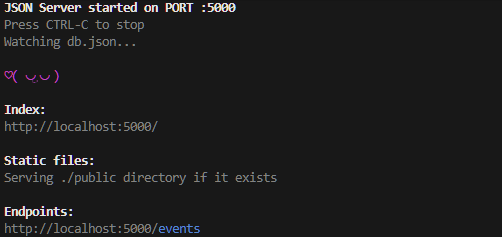 JSON Server started on PORT :5000
Press CTRL-C to stop
Watching db.json...
♡( ◡‿◡ )
Index:
http://localhost:5000/
Static files:
Serving ./public directory if it exists
Endpoints:
http://localhost:5000/events